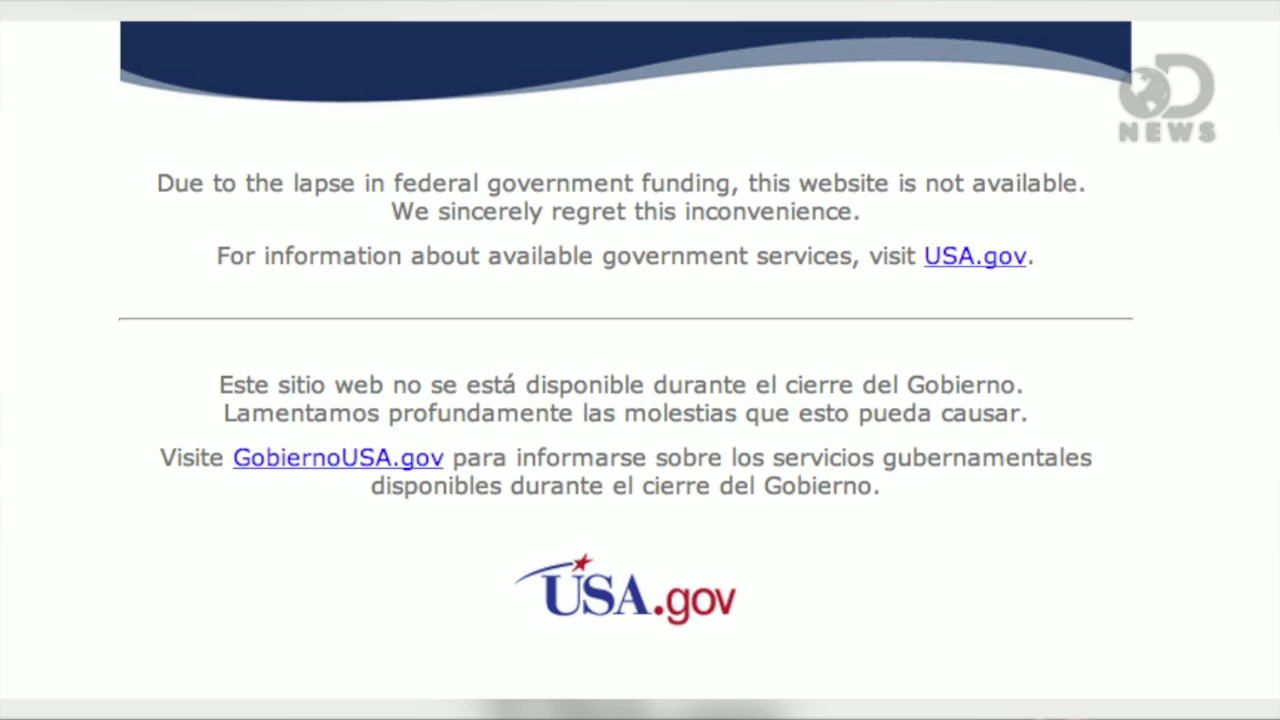 D
NEWS
Due to the lapse in federal government funding, this website is not available.
We sincerely regret this inconvenience.
For information about available government services, visit USA.gov.
Este sitio web no se está disponible durante el cierre del Gobierno.
Lamentamos profundamente las molestias que esto pueda causar.
Visite GobiernoUSA.gov para informarse sobre los servicios gubernamentales
disponibles durante el cierre del Gobierno.
USA.gov